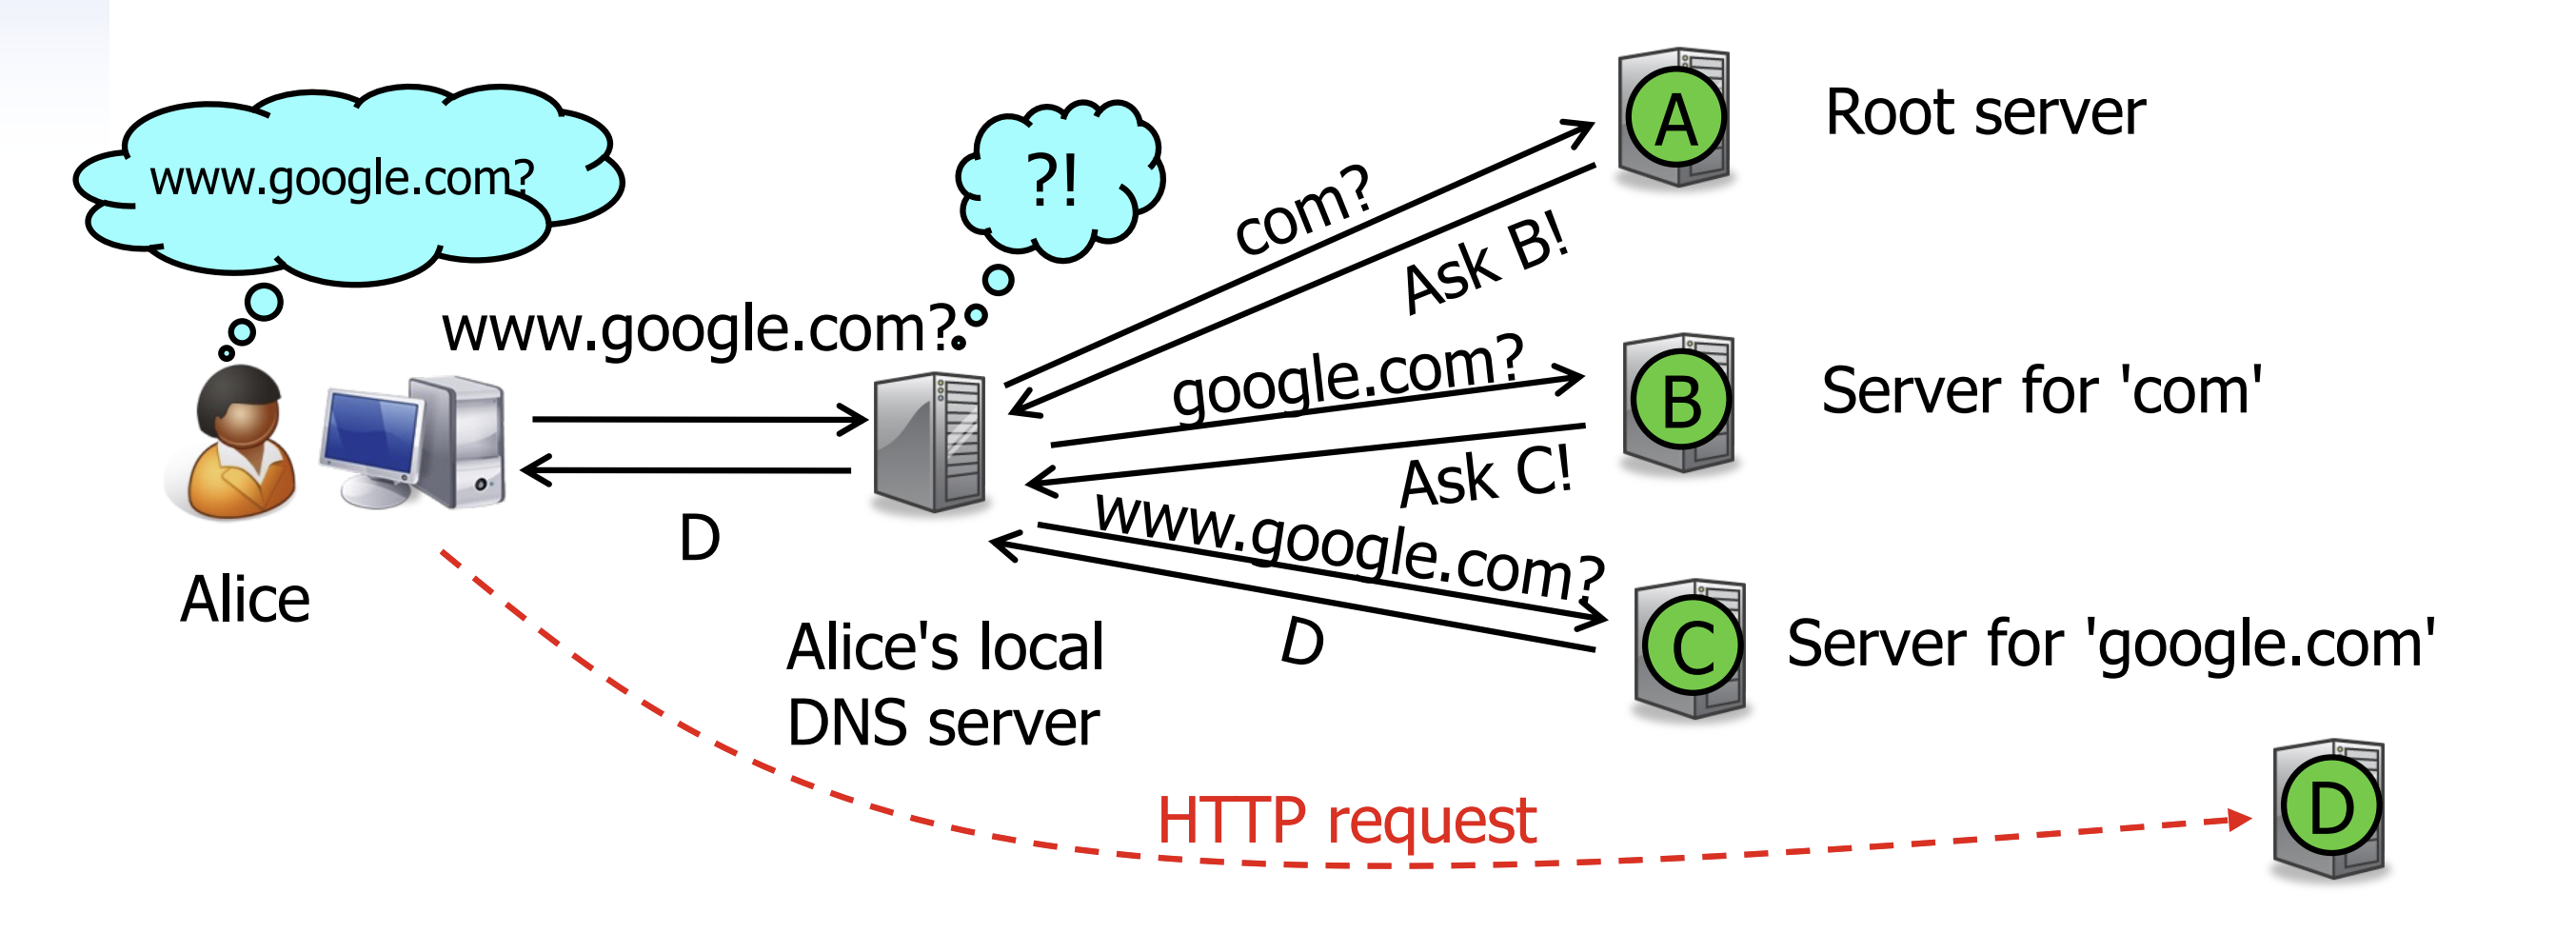 www.google.com?
?!
www.google.com?
D
Alice
Alice's local
DNS server
com?
Ask B!
google.com?
Ask C!
www.google.com?
D
A
Root server
B
Server for 'com'
C
Server for 'google.com'
HTTP request
D